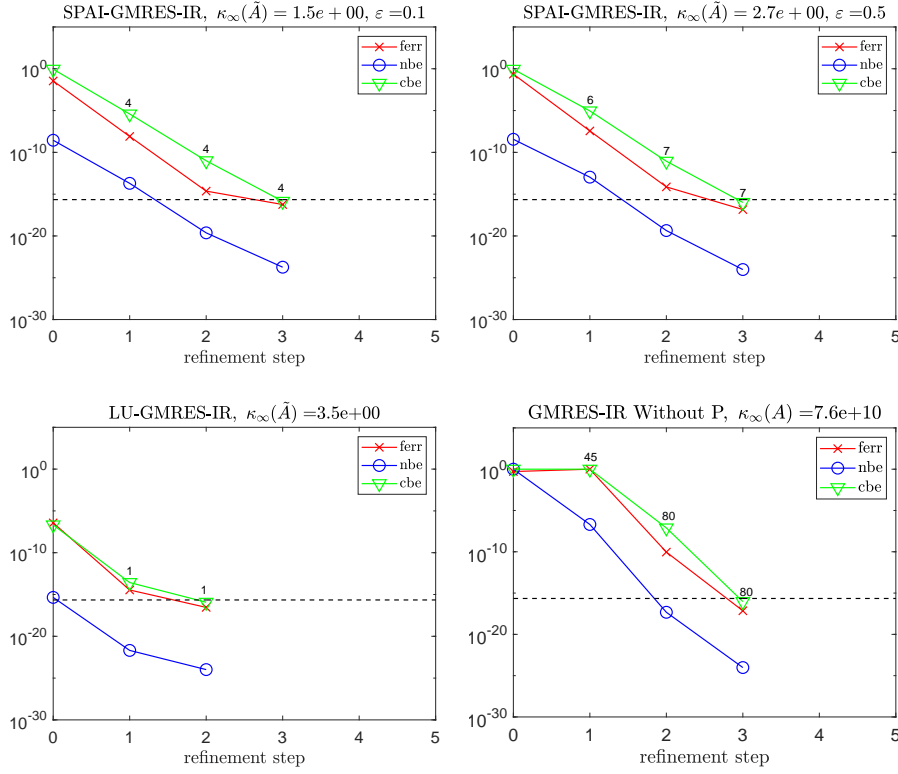 SPAI-GMRES-IR, κ∞(Ã) = 1.5e + 00, ε =0.1
ferr
nbe
cbe
10^0
10^-10
10^-20
10^-30
4
4
4
0 1 2 3 4 5
refinement step
SPAI-GMRES-IR, κ∞(Ã) = 2.7e + 00, ε =0.5
ferr
nbe
cbe
10^0
10^-10
10^-20
10^-30
6
7
7
0 1 2 3 4 5
refinement step
LU-GMRES-IR, κ∞(Ã) =3.5e+00
ferr
nbe
cbe
10^0
10^-10
10^-20
10^-30
1
1
0 1 2 3 4 5
refinement step
GMRES-IR Without P, κ∞(A) =7.6e+10
ferr
nbe
cbe
10^0
10^-10
10^-20
10^-30
45
80
80
0 1 2 3 4 5
refinement step